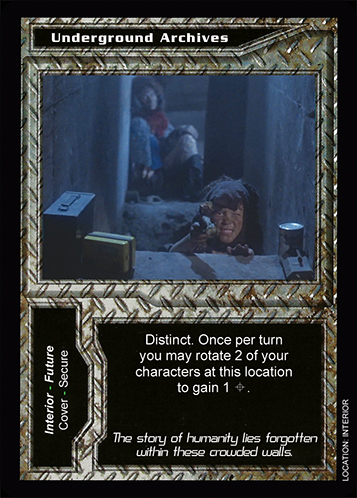 Underground Archives
Interior - Future
Cover - Secure
Distinct. Once per turn
you may rotate 2 of your
characters at this location
to gain 1 .
The story of humanity lies forgotten
within these crowded walls.
LOCATION: INTERIOR